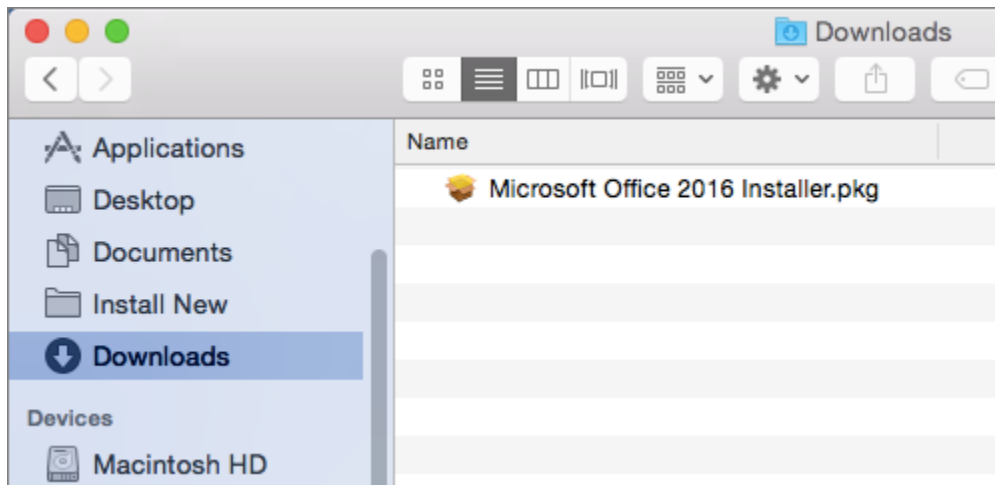 Downloads
Applications
Desktop
Documents
Install New
Downloads
Devices
Macintosh HD
Name
Microsoft Office 2016 Installer.pkg